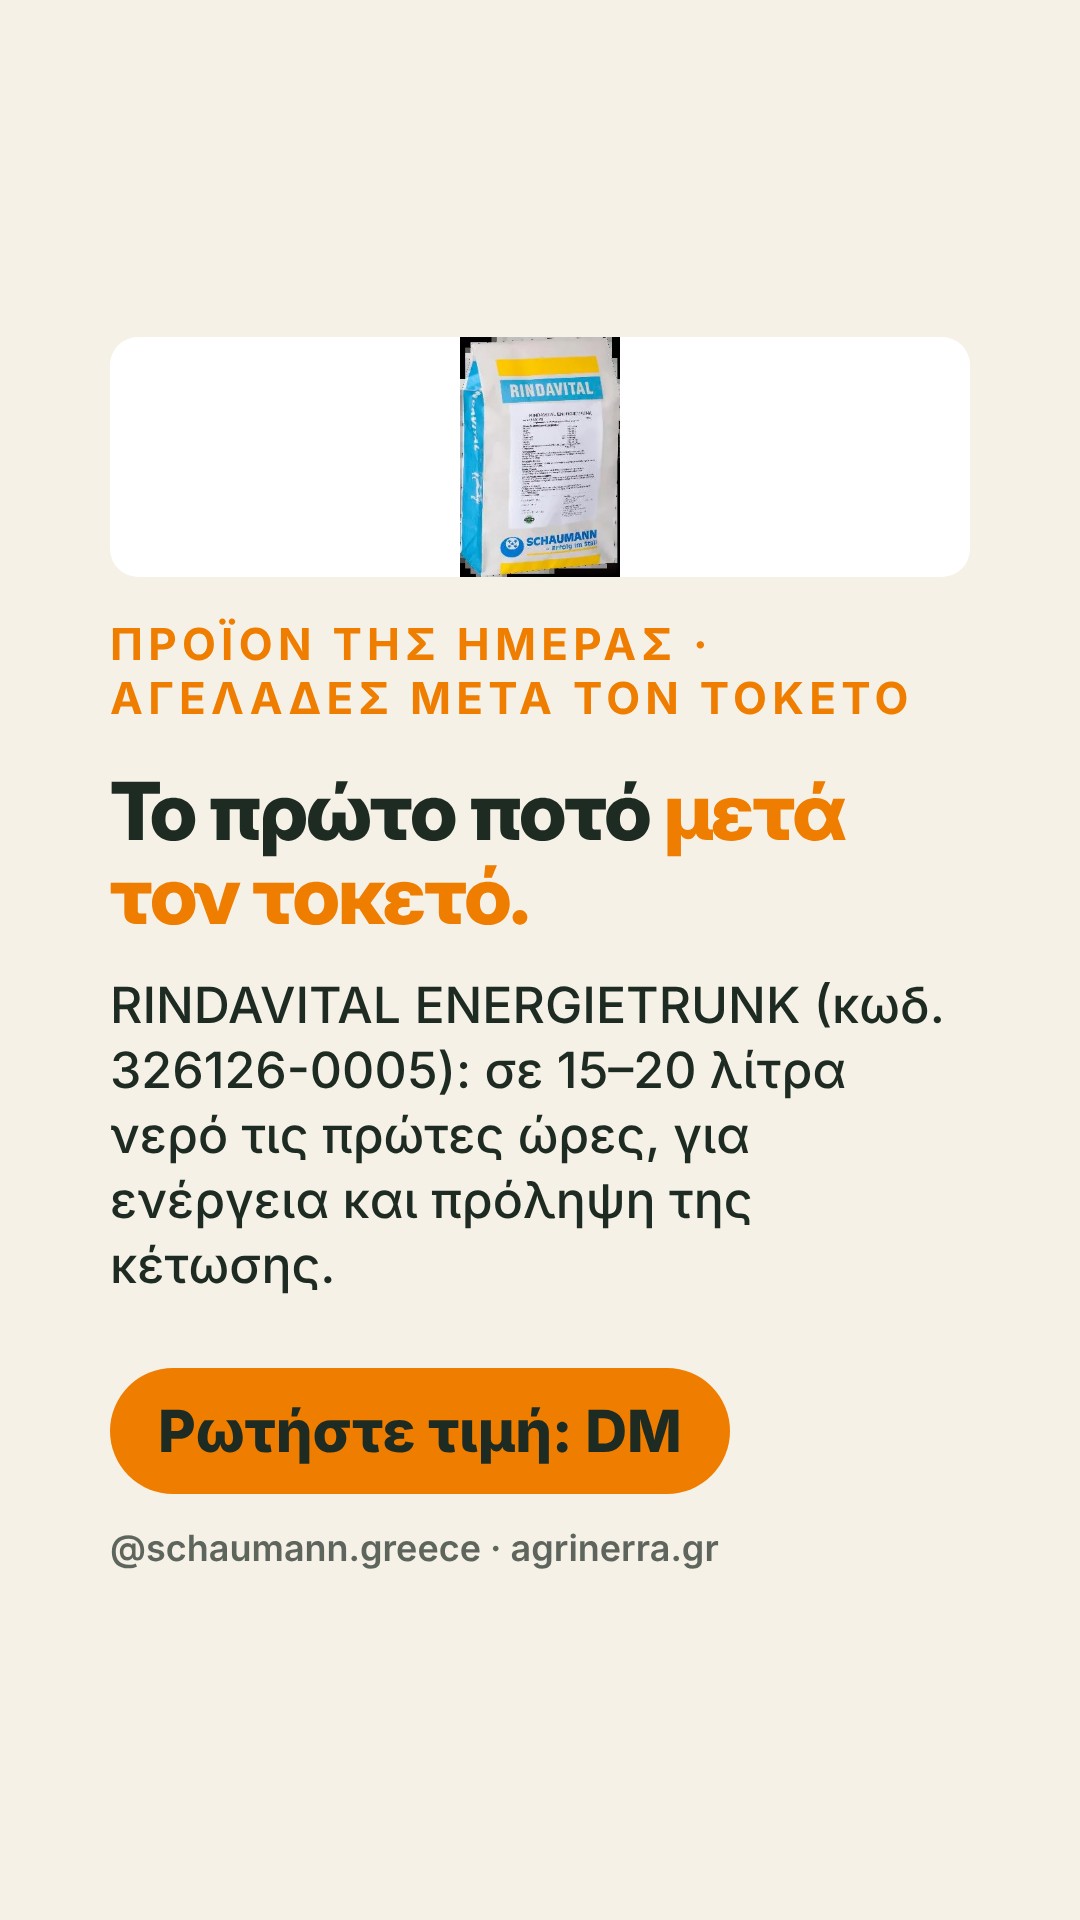 RINDAVITAL
SCHAUMANN
ΠΡΟΪΟΝ ΤΗΣ ΗΜΕΡΑΣ ·
ΑΓΕΛΑΔΕΣ ΜΕΤΑ ΤΟΝ ΤΟΚΕΤΟ
Το πρώτο ποτό μετά
τον τοκετό.
RINDAVITAL ENERGIETRUNK (κωδ.
326126-0005): σε 15–20 λίτρα
νερό τις πρώτες ώρες, για
ενέργεια και πρόληψη της
κέτωσης.
Ρωτήστε τιμή: DM
@schaumann.greece · agrinerra.gr